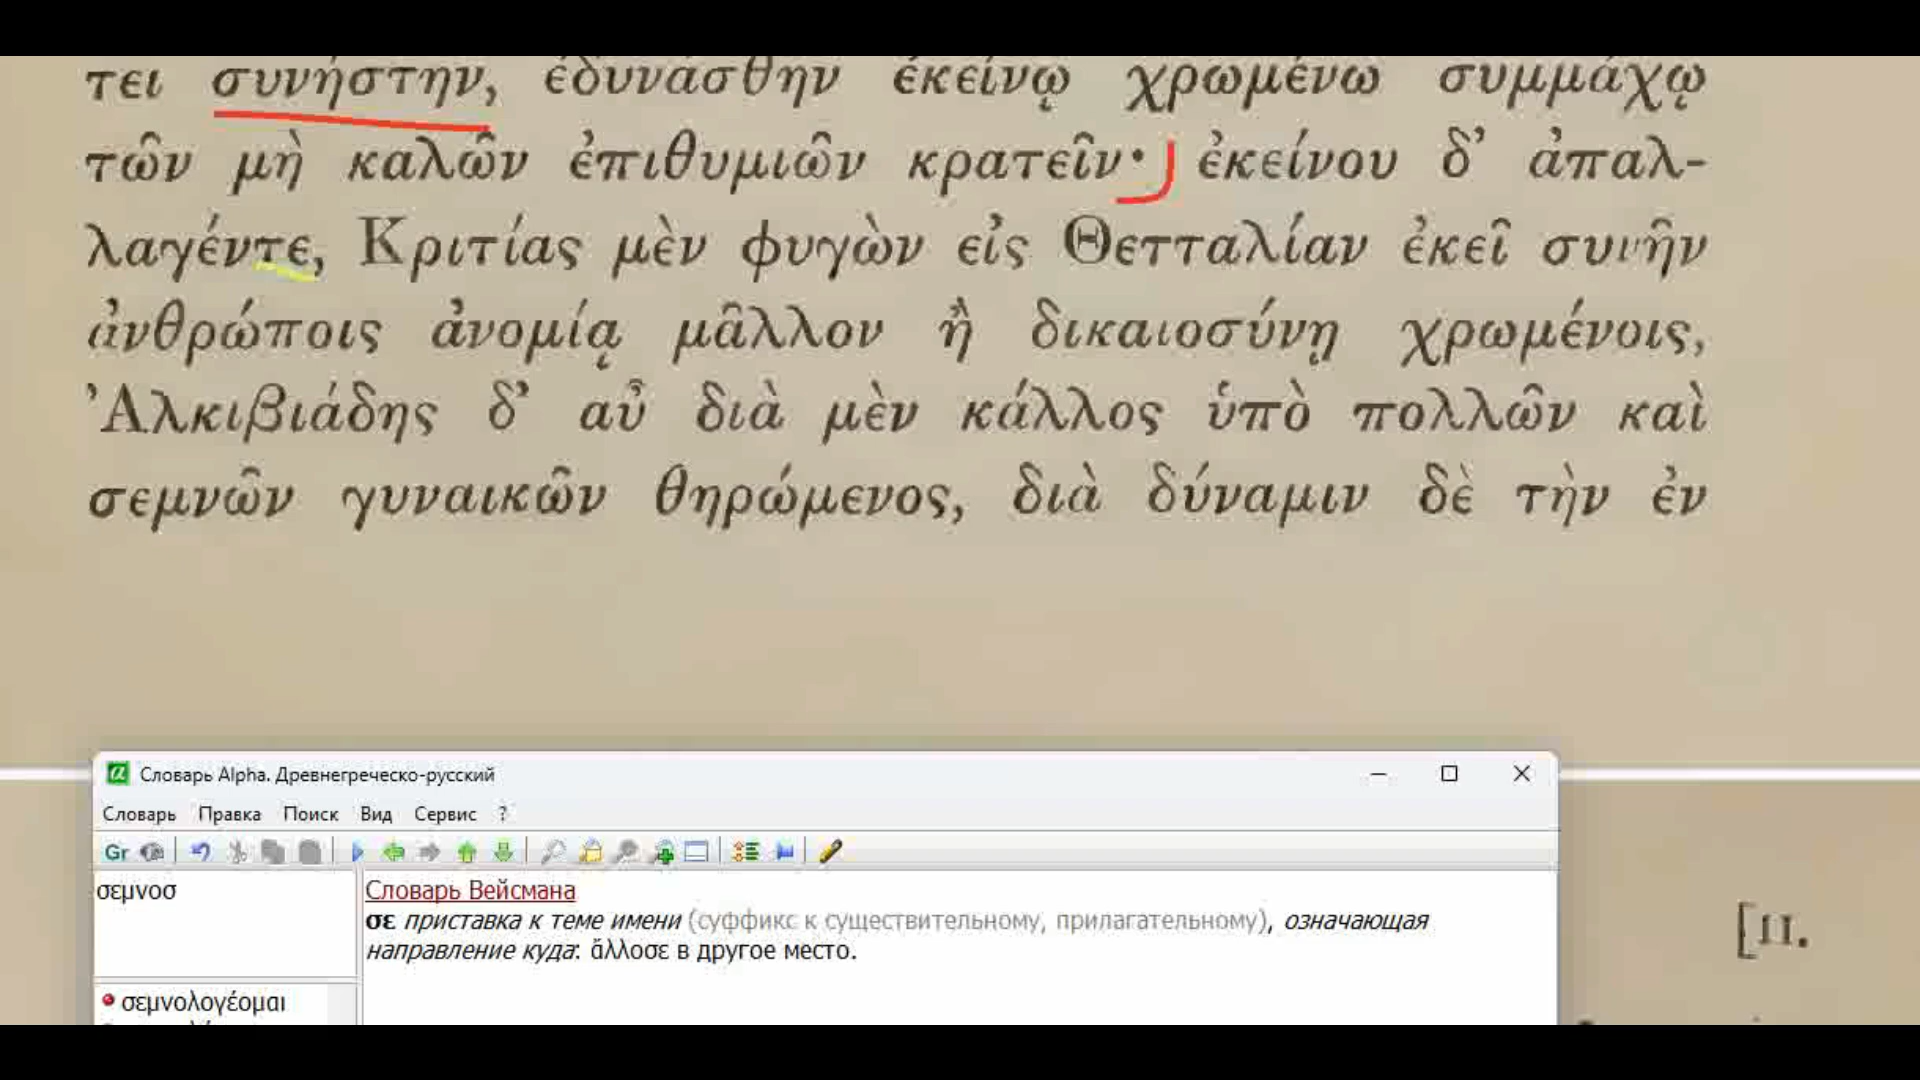 τει συνήστην, ἐδυνάσθην ἐκείνῳ χρωμένω συμμάχῳ
τῶν μὴ καλῶν ἐπιθυμιῶν κρατεῖν· ἐκείνου δ’ ἀπαλ-
λαγέντε, Κριτίας μὲν φυγὼν εἰς Θετταλίαν ἐκεῖ συνῆν
ἀνθρώποις ἀνομίᾳ μᾶλλον ἢ δικαιοσύνῃ χρωμένοις,
Ἀλκιβιάδης δ’ αὖ διὰ μὲν κάλλος ὑπὸ πολλῶν καὶ
σεμνῶν γυναικῶν θηρώμενος, διὰ δύναμιν δὲ τὴν ἐν
Словарь Alpha. Древнегреческо-русский
Словарь Правка Поиск Вид Сервис ?
Gr
σεμνοσ
Словарь Вейсмана
σε приставка к теме имени (суффикс к существительному, прилагательному), означающая
направление куда: ἄλλοσε в другое место.
[II.
σεμνολογέομαι